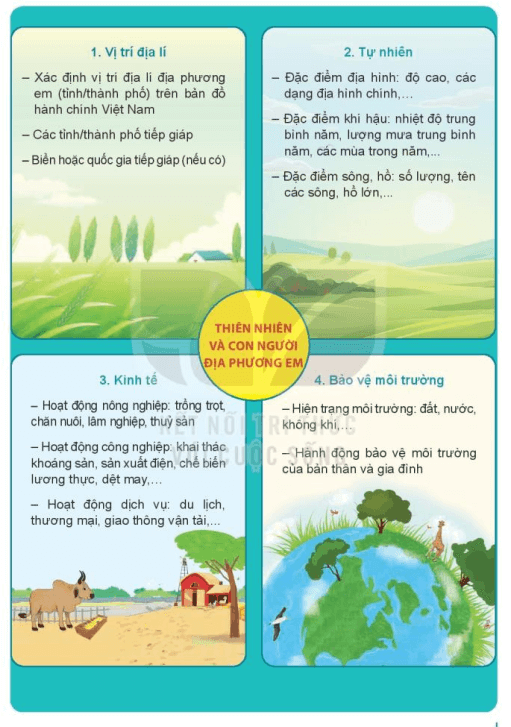 1. Vị trí địa lí
– Xác định vị trí địa lí địa phương
em (tỉnh/thành phố) trên bản đồ
hành chính Việt Nam
– Các tỉnh/thành phố tiếp giáp
– Biển hoặc quốc gia tiếp giáp (nếu có)
2. Tự nhiên
– Đặc điểm địa hình: độ cao, các
dạng địa hình chính,...
– Đặc điểm khí hậu: nhiệt độ trung
bình năm, lượng mưa trung bình
năm, các mùa trong năm,...
– Đặc điểm sông, hồ: số lượng, tên
các sông, hồ lớn,...
THIÊN NHIÊN
VÀ CON NGƯỜI
ĐỊA PHƯƠNG EM
3. Kinh tế
– Hoạt động nông nghiệp: trồng trọt,
chăn nuôi, lâm nghiệp, thuỷ sản
– Hoạt động công nghiệp: khai thác
khoáng sản, sản xuất điện, chế biến
lương thực, dệt may,...
– Hoạt động dịch vụ: du lịch,
thương mại, giao thông vận tải,...
4. Bảo vệ môi trường
– Hiện trạng môi trường: đất, nước,
không khí,...
– Hành động bảo vệ môi trường
của bản thân và gia đình
KẾT NỐI TRI THỨC
VỚI CUỘC SỐNG